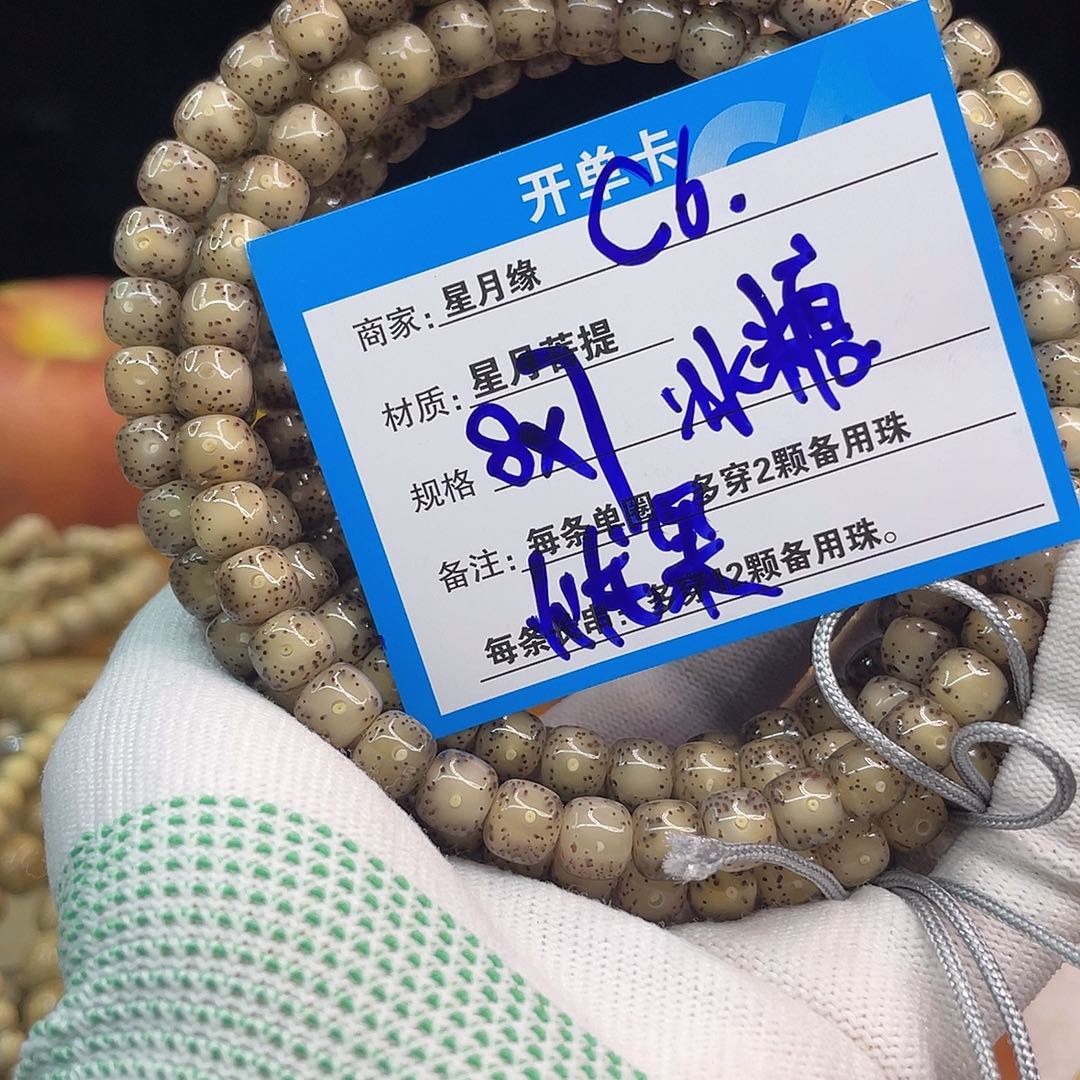 开单卡
C6.
商家：星月缘
材质：星月菩提
冰糖
规格 8x7
备注：每条单圈：多穿2颗备用珠
每条长串：多穿12颗备用珠。